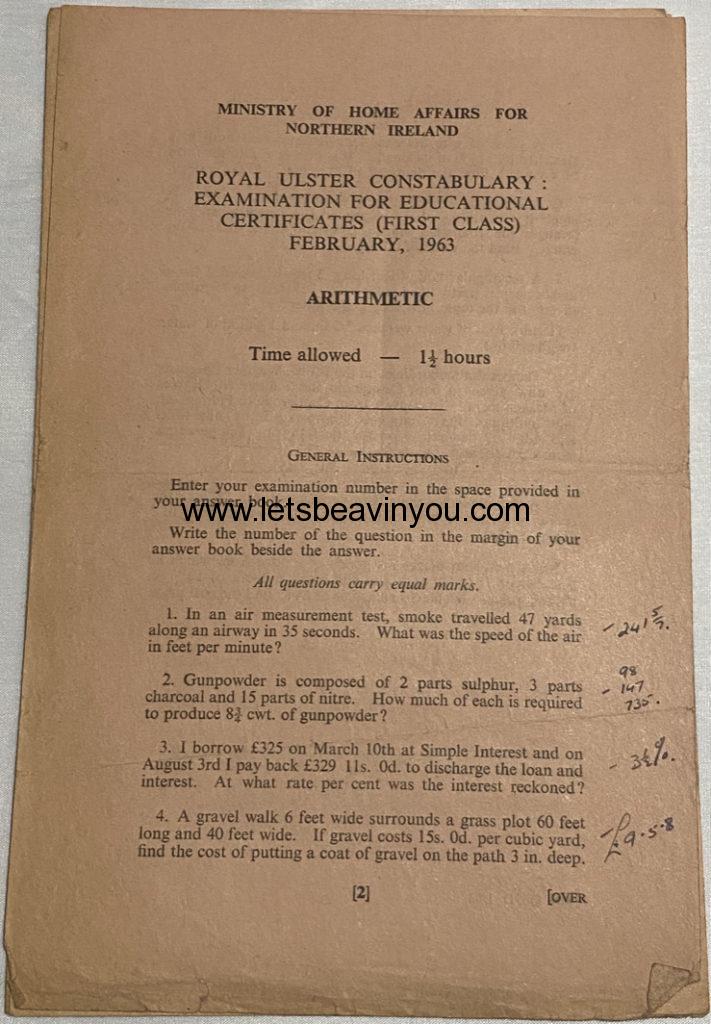 MINISTRY OF HOME AFFAIRS FOR
NORTHERN IRELAND
ROYAL ULSTER CONSTABULARY :
EXAMINATION FOR EDUCATIONAL
CERTIFICATES (FIRST CLASS)
FEBRUARY, 1963
ARITHMETIC
Time allowed — 1½ hours
GENERAL INSTRUCTIONS
Enter your examination number in the space provided in
your answer book.
www.letsbeavinyou.com
Write the number of the question in the margin of your
answer book beside the answer.
All questions carry equal marks.
1. In an air measurement test, smoke travelled 47 yards
along an airway in 35 seconds. What was the speed of the air
in feet per minute?
- 241 5/7.
2. Gunpowder is composed of 2 parts sulphur, 3 parts
charcoal and 15 parts of nitre. How much of each is required
to produce 8¾ cwt. of gunpowder?
98
- 147
735.
3. I borrow £325 on March 10th at Simple Interest and on
August 3rd I pay back £329 11s. 0d. to discharge the loan and
interest. At what rate per cent was the interest reckoned?
- 3½%.
4. A gravel walk 6 feet wide surrounds a grass plot 60 feet
long and 40 feet wide. If gravel costs 15s. 0d. per cubic yard,
find the cost of putting a coat of gravel on the path 3 in. deep.
- £9.5.8
[2]
[OVER